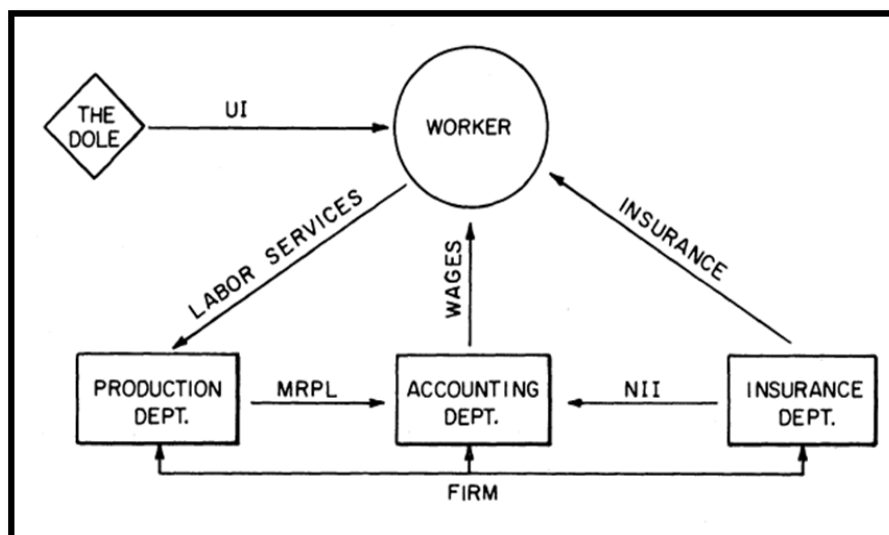 THE
DOLE
UI
WORKER
LABOR SERVICES
WAGES
INSURANCE
PRODUCTION
DEPT.
MRPL
ACCOUNTING
DEPT.
NII
INSURANCE
DEPT.
FIRM